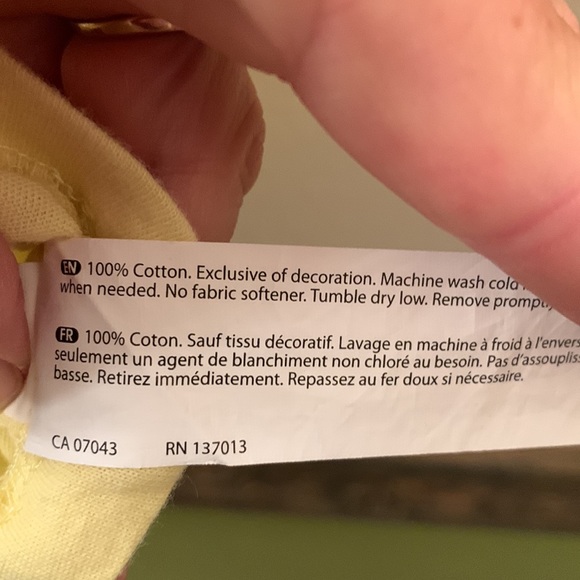 EN 100% Cotton. Exclusive of decoration. Machine wash cold
when needed. No fabric softener. Tumble dry low. Remove
FR 100% Coton. Sauf tissu décoratif. Lavage en machine à froid à l'envers
seulement un agent de blanchiment non chloré au besoin. Pas
basse. Retirez immédiatement. Repassez au fer doux si nécessaire.
CA 07043 RN 137013